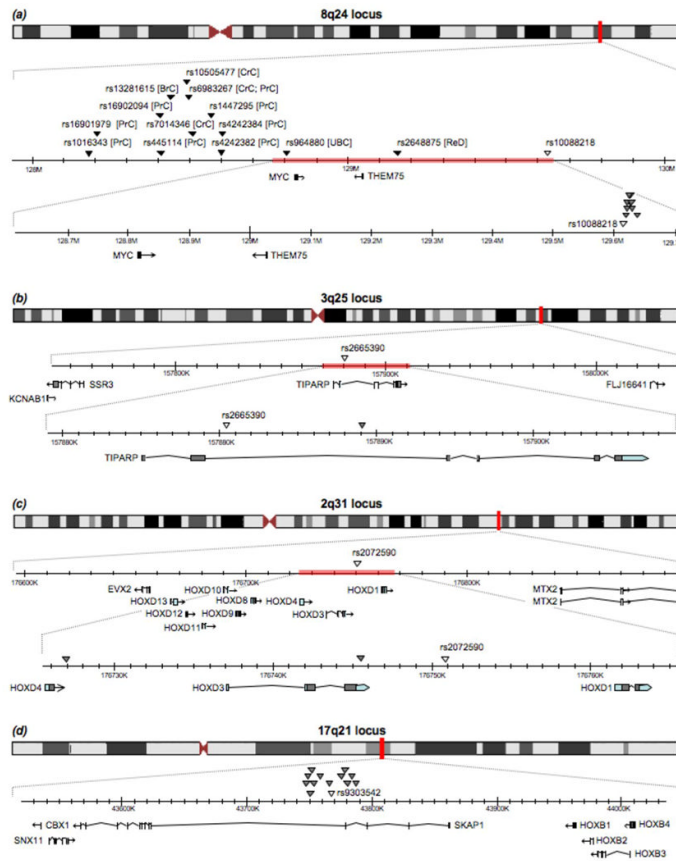 (a) 8q24 locus
rs10505477 [CrC]
rs13281615 [BrC] rs6983267 [CrC; PrC]
rs16902094 [PrC] rs1447295 [PrC]
rs16901979 [PrC] rs7014346 [CrC] rs4242384 [PrC]
rs1016343 [PrC] rs445114 [PrC] rs4242382 [PrC] rs964880 [UBC] rs2648875 [ReD] rs10088218
128M 129M 130M
MYC THEM75
rs10088218
128.7M 128.8M 128.9M 129M 129.1M 129.2M 129.3M 129.4M 129.5M 129.6M 129.7
MYC THEM75
(b) 3q25 locus
rs2665390
157800K 157900K 158000K
SSR3 TIPARP FLJ16641
KCNAB1
rs2665390
157880K 157890K 157900K
TIPARP
(c) 2q31 locus
rs2072590
176600K 176700K 176800K
EVX2 HOXD10 HOXD1 MTX2
HOXD13 HOXD8 HOXD4 MTX2
HOXD12 HOXD9 HOXD3
HOXD11
rs2072590
176730K 176740K 176750K 176760K
HOXD4 HOXD3 HOXD1
(d) 17q21 locus
rs9303542
43600K 43700K 43800K 43900K 44000K
CBX1 SKAP1 HOXB1 HOXB4
SNX11 HOXB2
HOXB3